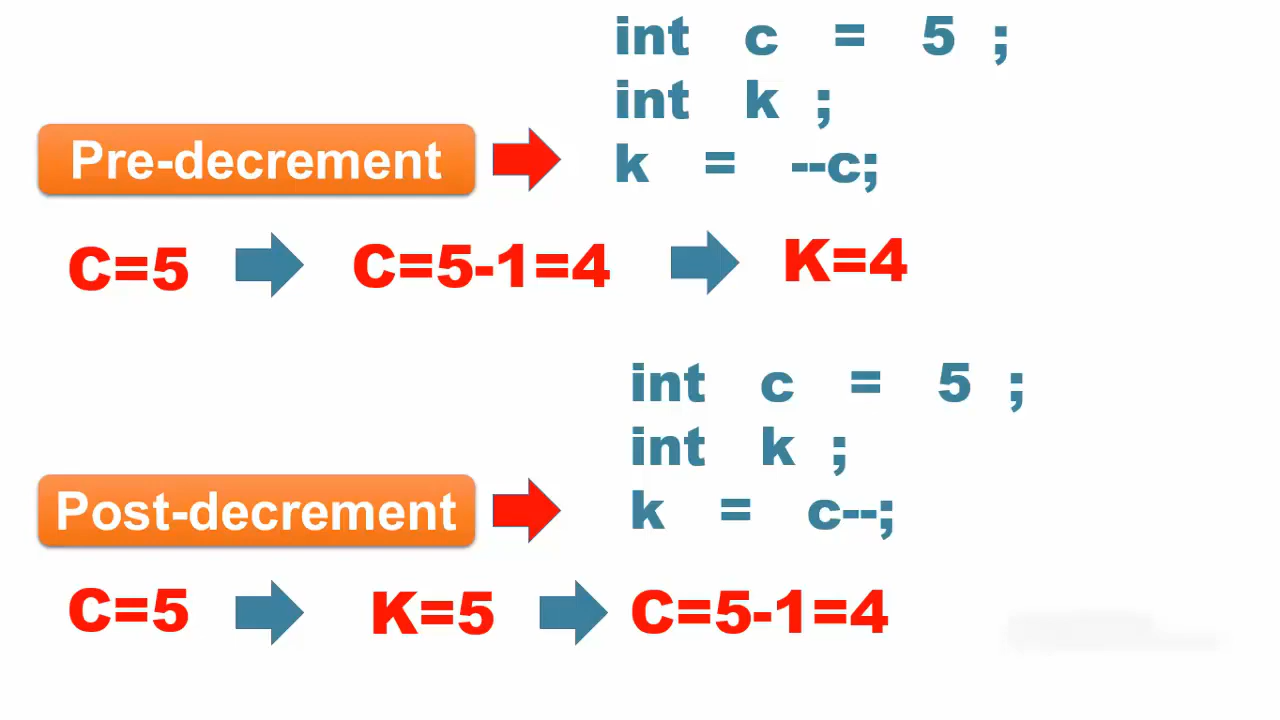 int c = 5 ;
int k ;
Pre-decrement
k = --c;
C=5 C=5-1=4 K=4
int c = 5 ;
int k ;
Post-decrement
k = c--;
C=5 K=5 C=5-1=4